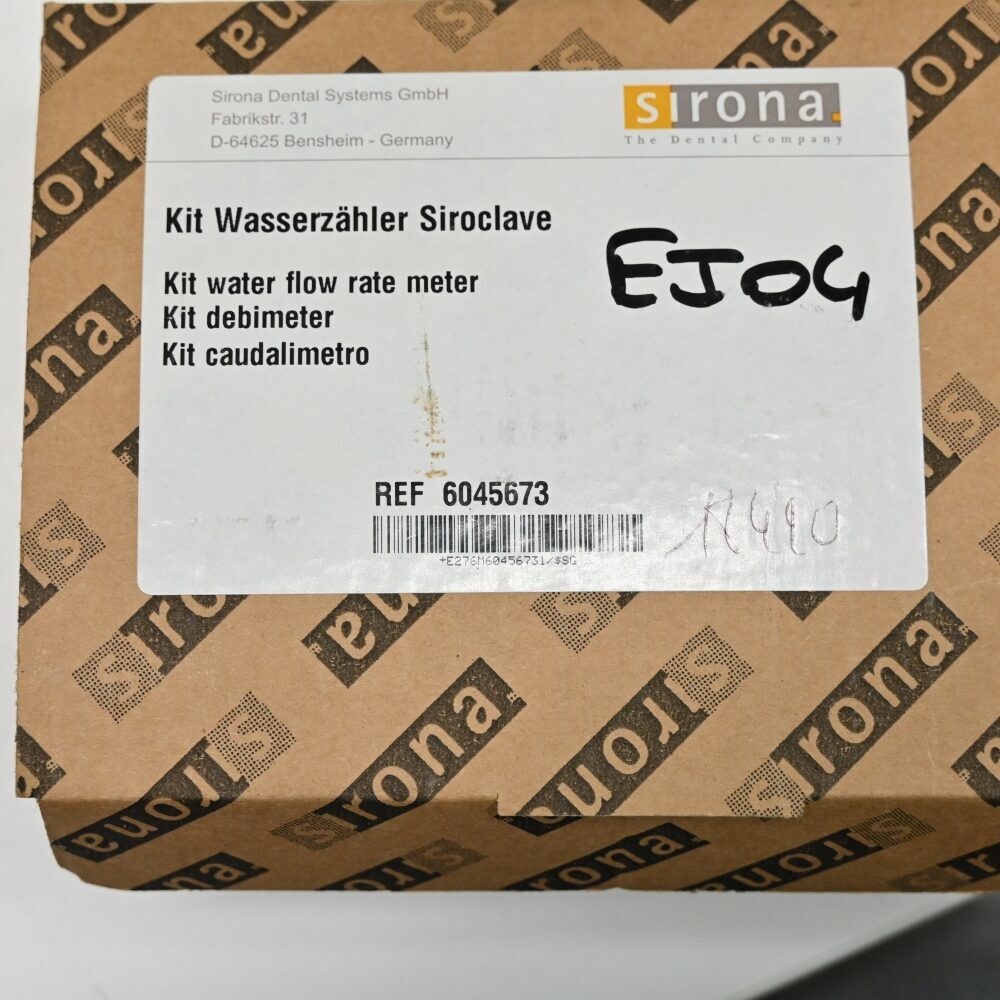 Sirona Dental Systems GmbH
Fabrikstr. 31
D-64625 Bensheim - Germany
sirona.
The Dental Company
Kit Wasserzähler Siroclave
EJ04
Kit water flow rate meter
Kit debimeter
Kit caudalimetro
REF 6045673
+E276M60456731/$8G